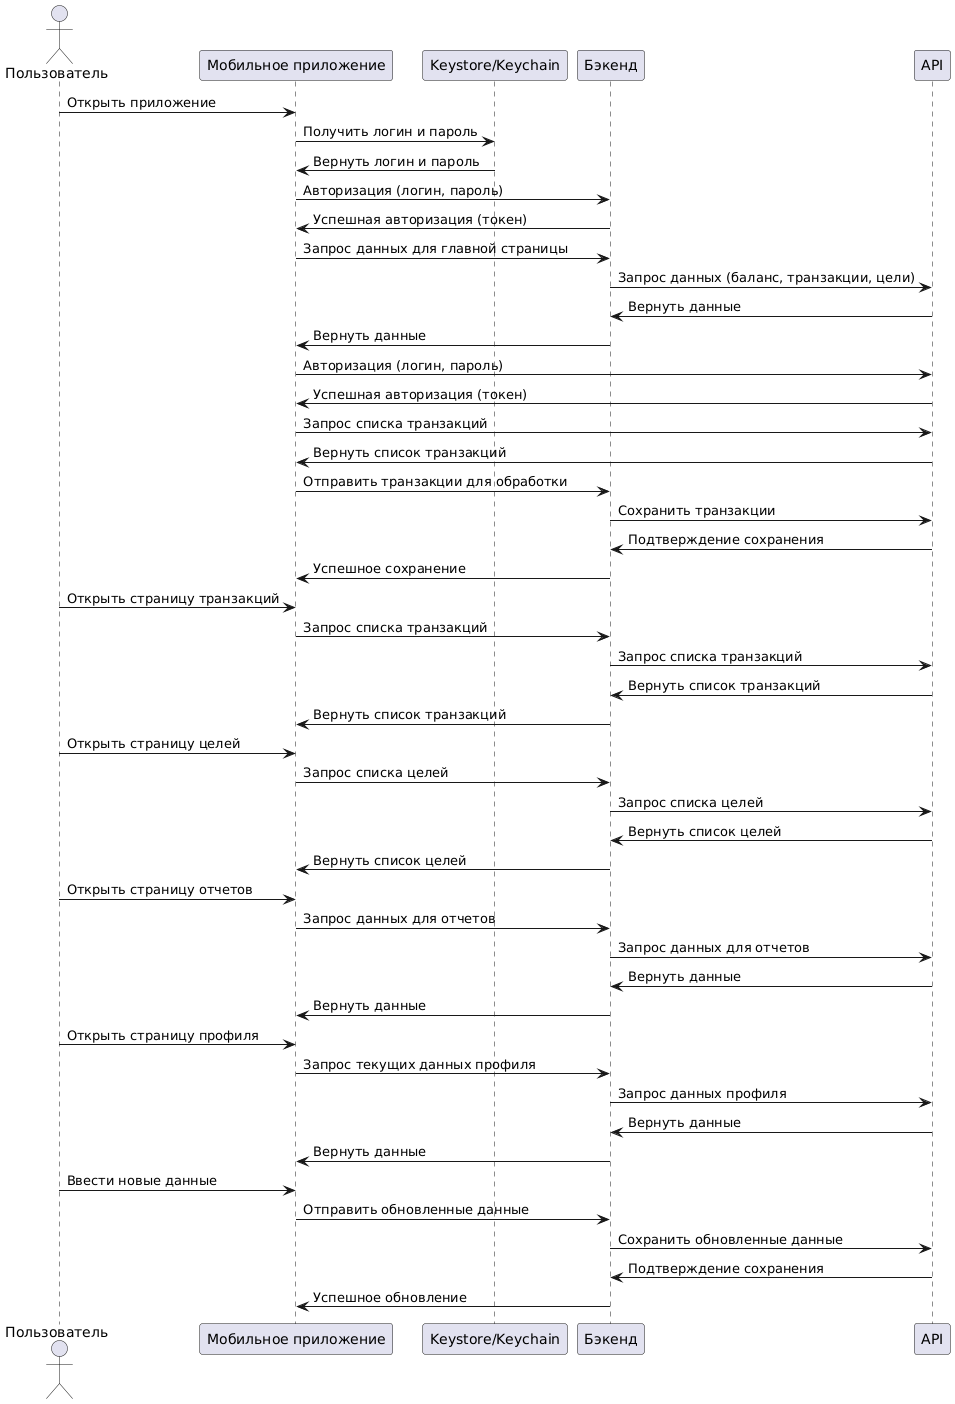 Пользователь
Мобильное приложение
Keystore/Keychain
Бэкенд
API
Открыть приложение
Получить логин и пароль
Вернуть логин и пароль
Авторизация (логин, пароль)
Успешная авторизация (токен)
Запрос данных для главной страницы
Запрос данных (баланс, транзакции, цели)
Вернуть данные
Вернуть данные
Авторизация (логин, пароль)
Успешная авторизация (токен)
Запрос списка транзакций
Вернуть список транзакций
Отправить транзакции для обработки
Сохранить транзакции
Подтверждение сохранения
Успешное сохранение
Открыть страницу транзакций
Запрос списка транзакций
Запрос списка транзакций
Вернуть список транзакций
Вернуть список транзакций
Открыть страницу целей
Запрос списка целей
Запрос списка целей
Вернуть список целей
Вернуть список целей
Открыть страницу отчетов
Запрос данных для отчетов
Запрос данных для отчетов
Вернуть данные
Вернуть данные
Открыть страницу профиля
Запрос текущих данных профиля
Запрос данных профиля
Вернуть данные
Вернуть данные
Ввести новые данные
Отправить обновленные данные
Сохранить обновленные данные
Подтверждение сохранения
Успешное обновление
Пользователь
Мобильное приложение
Keystore/Keychain
Бэкенд
API